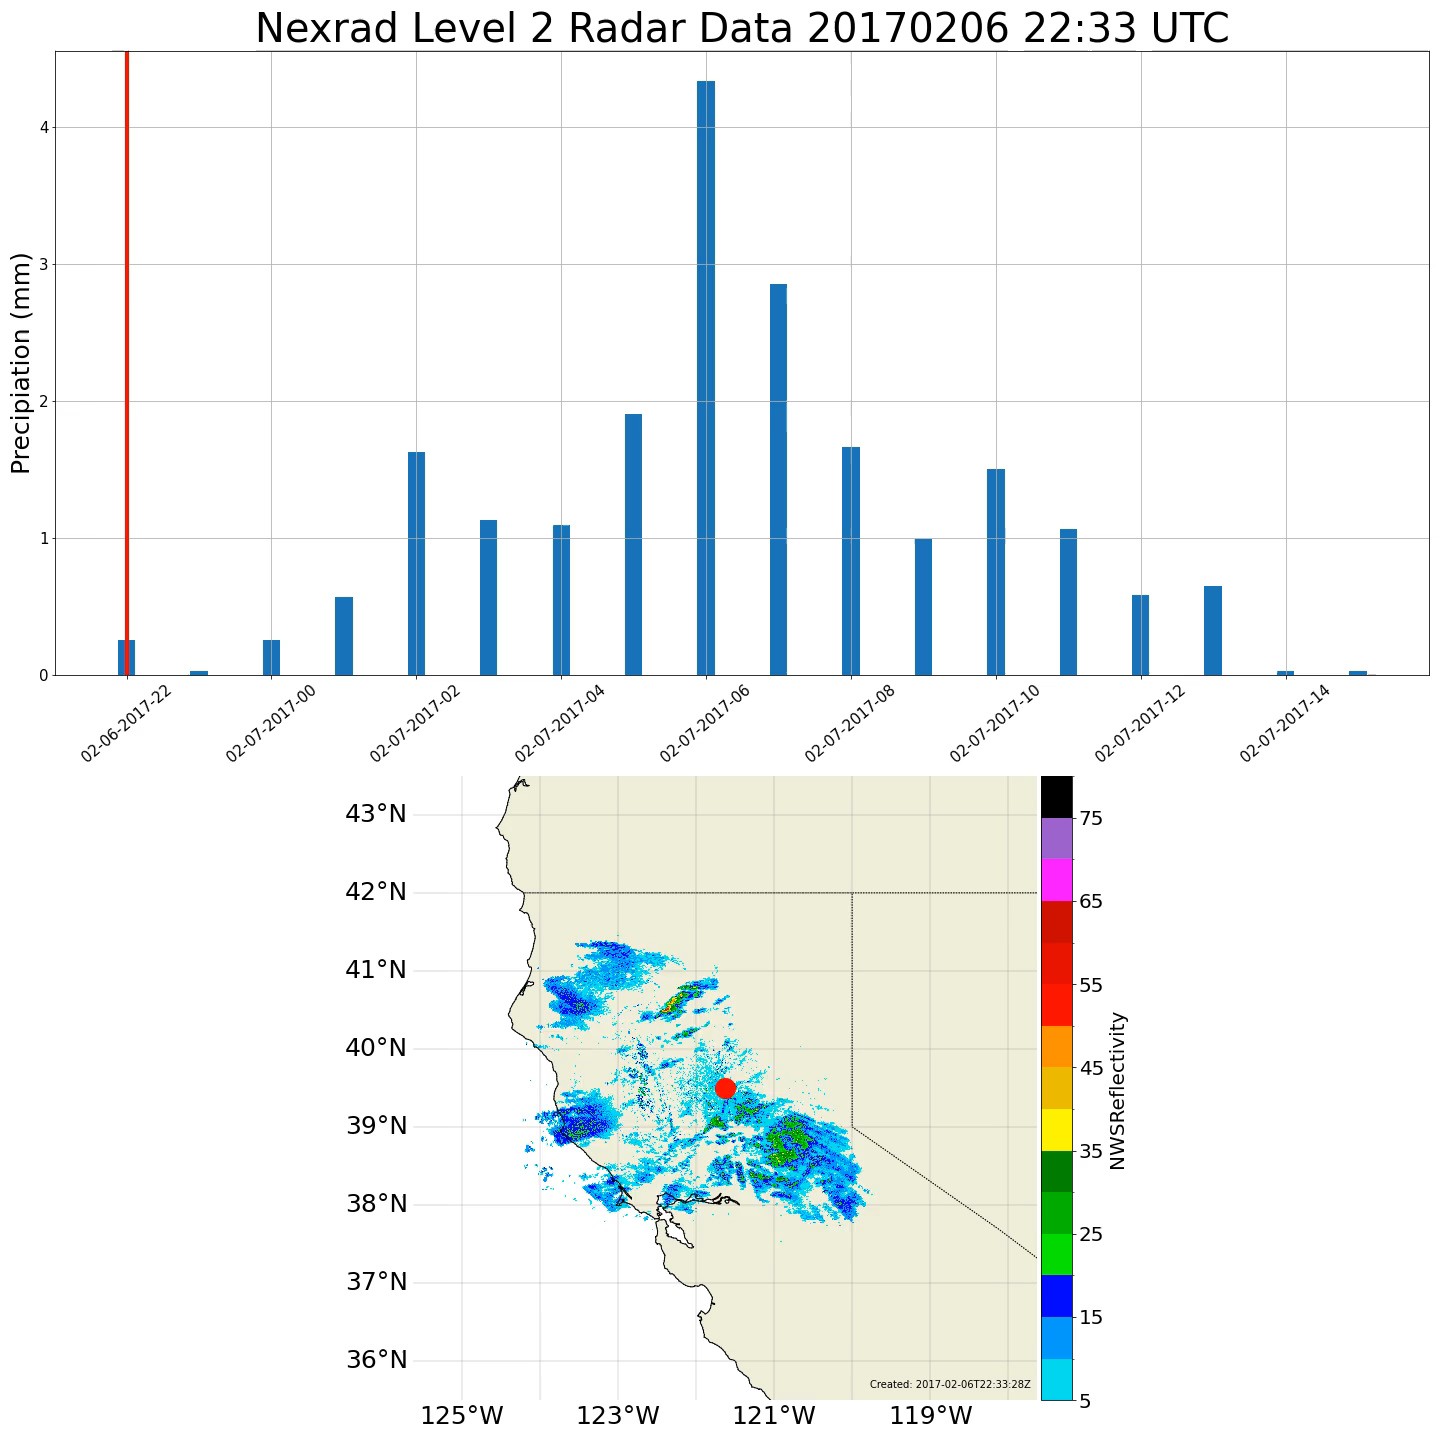 Nexrad Level 2 Radar Data 20170206 22:33 UTC
Precipiation (mm)
4
3
2
1
0
02-06-2017-22
02-07-2017-00
02-07-2017-02
02-07-2017-04
02-07-2017-06
02-07-2017-08
02-07-2017-10
02-07-2017-12
02-07-2017-14
43°N
42°N
41°N
40°N
39°N
38°N
37°N
36°N
125°W
123°W
121°W
119°W
Created: 2017-02-06T22:33:28Z
75
65
55
45
35
25
15
5
NWSReflectivity